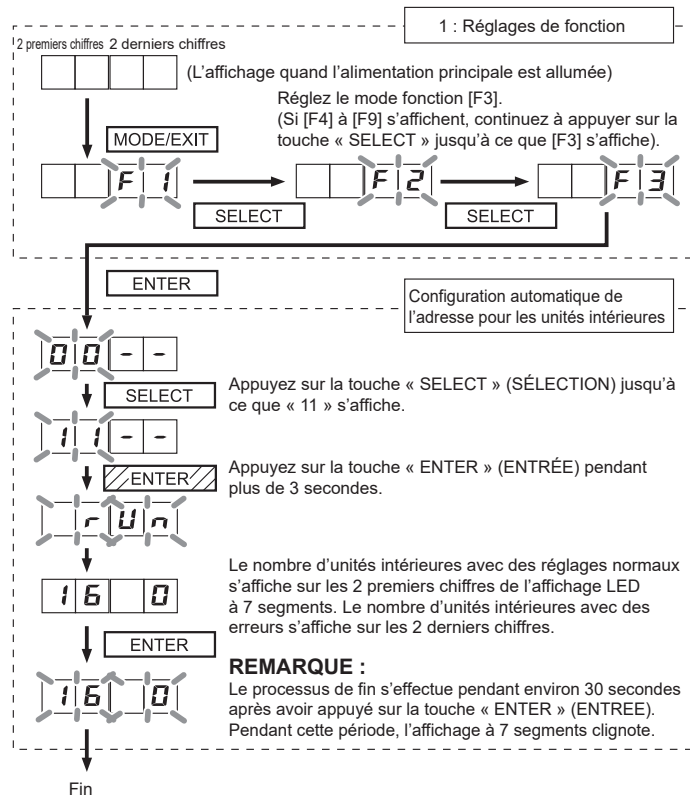 1 : Réglages de fonction
2 premiers chiffres 2 derniers chiffres
(L'affichage quand l'alimentation principale est allumée)
Réglez le mode fonction [F3].
(Si [F4] à [F9] s'affichent, continuez à appuyer sur la
touche « SELECT » jusqu'à ce que [F3] s'affiche).
MODE/EXIT
F 1
F 2
F 3
SELECT
SELECT
ENTER
Configuration automatique de
l'adresse pour les unités intérieures
0 0 - -
SELECT
Appuyez sur la touche « SELECT » (SÉLECTION) jusqu'à
ce que « 11 » s'affiche.
1 1 - -
ENTER
Appuyez sur la touche « ENTER » (ENTRÉE) pendant
plus de 3 secondes.
r U n
Le nombre d'unités intérieures avec des réglages normaux
s'affiche sur les 2 premiers chiffres de l'affichage LED
à 7 segments. Le nombre d'unités intérieures avec des
erreurs s'affiche sur les 2 derniers chiffres.
1 6 0
ENTER
REMARQUE :
Le processus de fin s'effectue pendant environ 30 secondes
après avoir appuyé sur la touche « ENTER » (ENTREE).
Pendant cette période, l'affichage à 7 segments clignote.
1 6 0
Fin